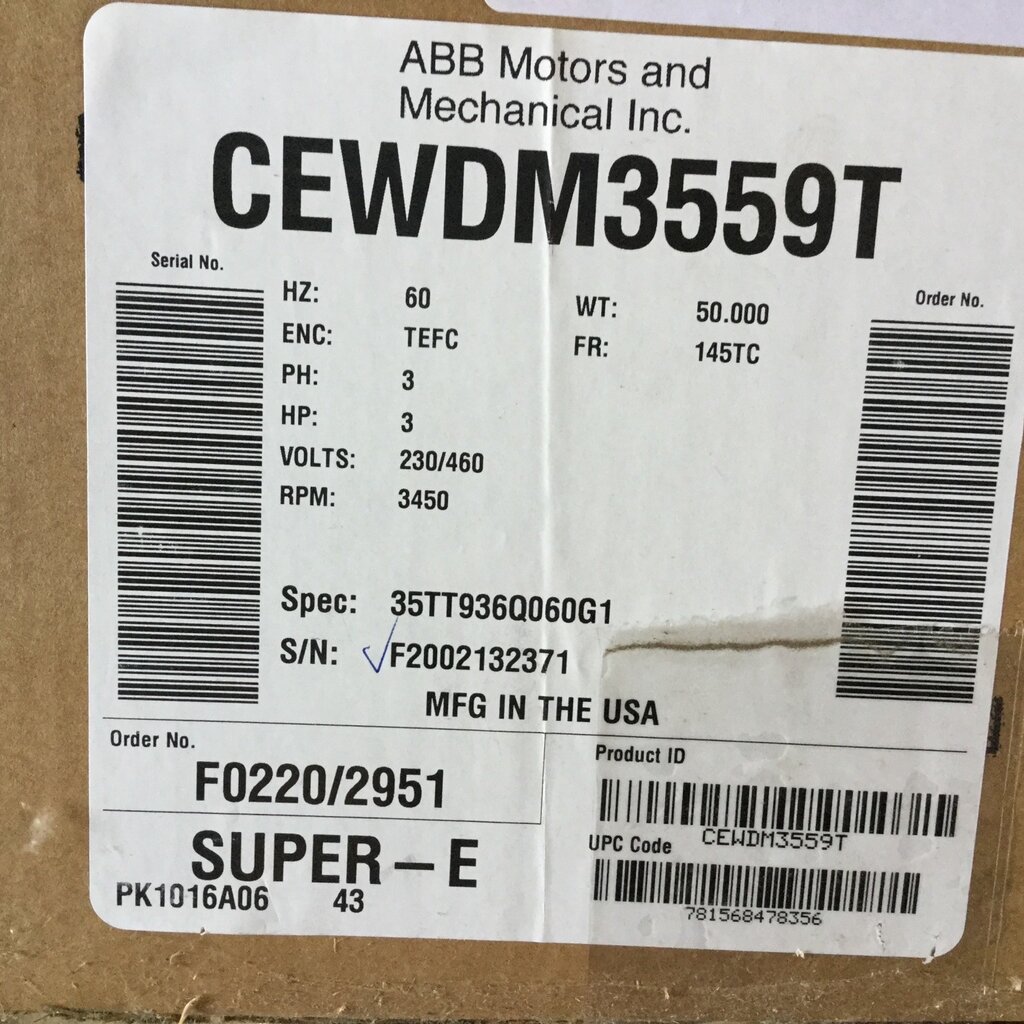 ABB Motors and
Mechanical Inc.
CEWDM3559T
Serial No.
Order No.
HZ: 60
WT: 50.000
ENC: TEFC
FR: 145TC
PH: 3
HP: 3
VOLTS: 230/460
RPM: 3450
Spec: 35TT936Q060G1
S/N: F2002132371
MFG IN THE USA
Order No.
F0220/2951
SUPER – E
PK1016A06 43
Product ID
CEWDM3559T
UPC Code
781568478356